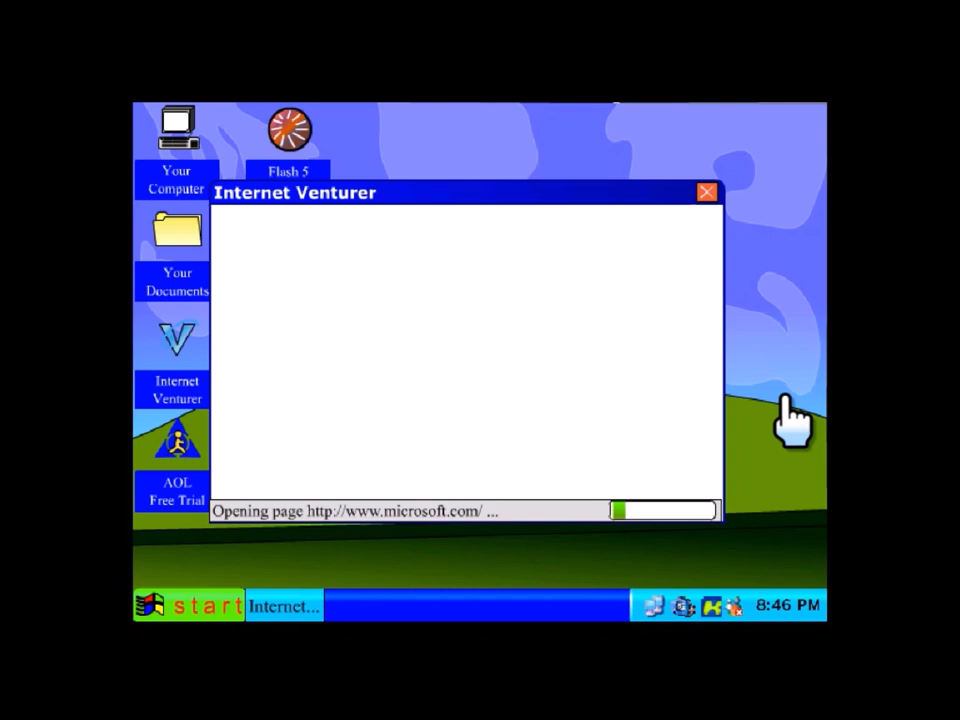 Your
Computer
Flash 5
Internet Venturer
Your
Documents
Internet
Venturer
AOL
Free Trial
Opening page http://www.microsoft.com/ ...
start
Internet...
8:46 PM